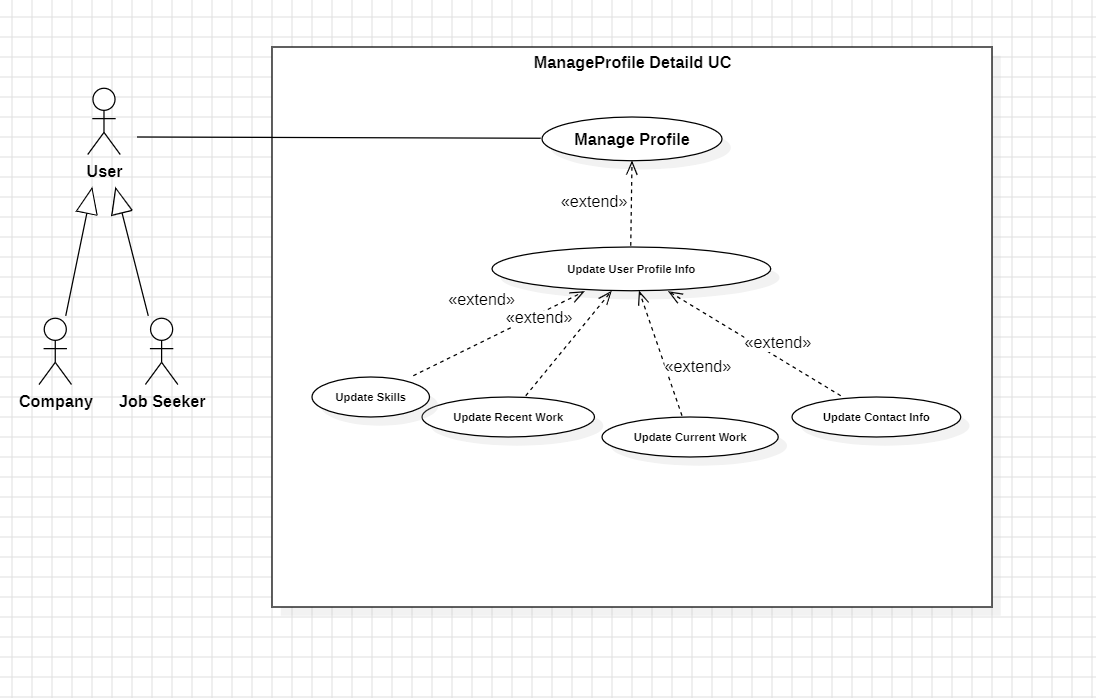 ManageProfile Detaild UC
Manage Profile
User
«extend»
Update User Profile Info
«extend»
«extend»
«extend»
«extend»
Company
Job Seeker
Update Skills
Update Recent Work
Update Current Work
Update Contact Info